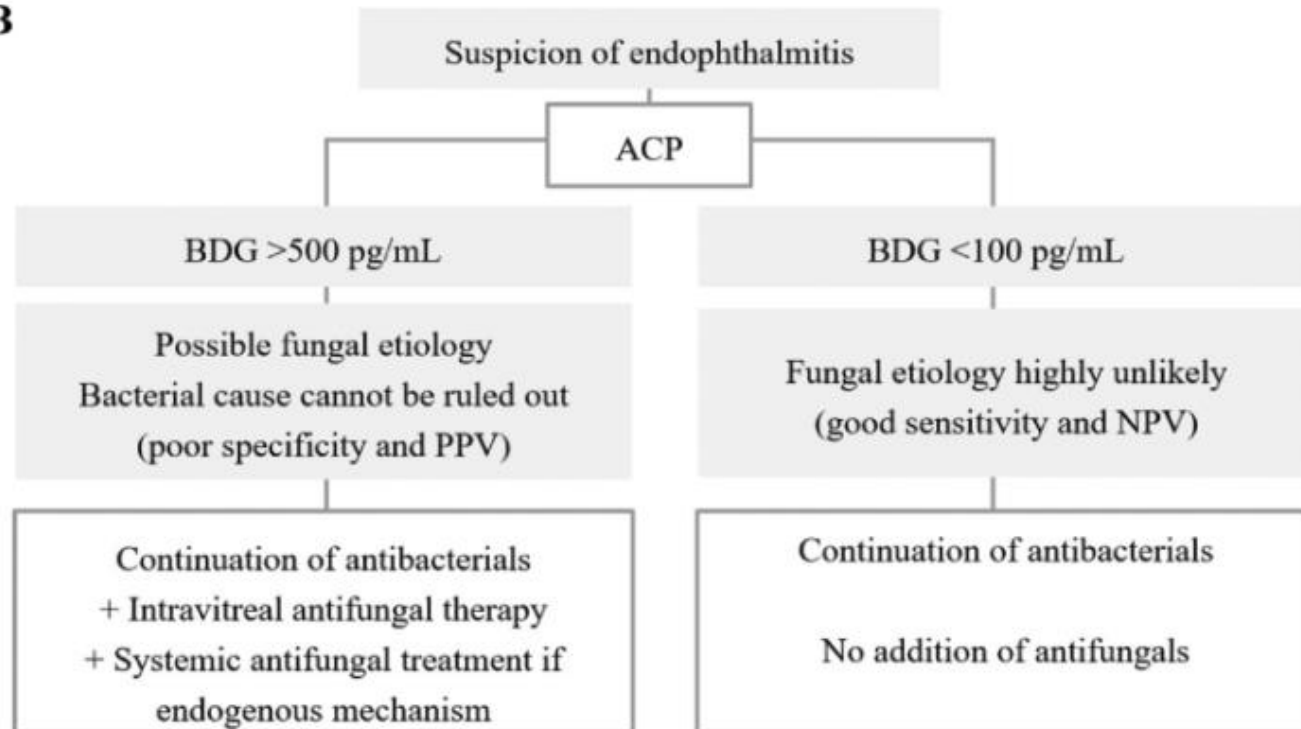 B
Suspicion of endophthalmitis
ACP
BDG >500 pg/mL
BDG <100 pg/mL
Possible fungal etiology
Bacterial cause cannot be ruled out
(poor specificity and PPV)
Fungal etiology highly unlikely
(good sensitivity and NPV)
Continuation of antibacterials
+ Intravitreal antifungal therapy
+ Systemic antifungal treatment if
endogenous mechanism
Continuation of antibacterials
No addition of antifungals